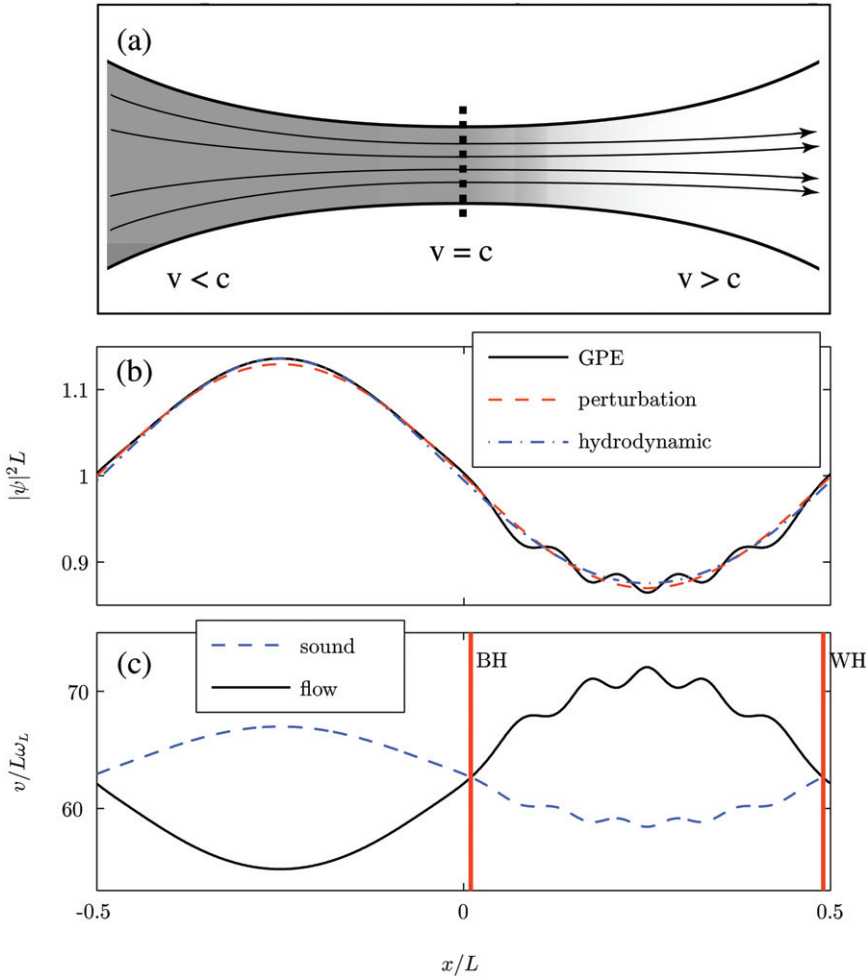 (a)
v = c
v < c
v > c
(b)
GPE
perturbation
hydrodynamic
1.1
1
0.9
|ψ|²L
(c)
sound
flow
BH
WH
70
60
v/Lω_L
-0.5
0
0.5
x/L